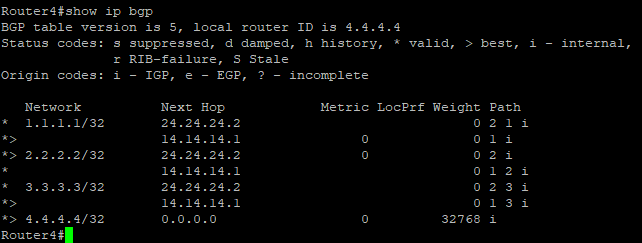 Router4#show ip bgp
BGP table version is 5, local router ID is 4.4.4.4
Status codes: s suppressed, d damped, h history, * valid, > best, i - internal,
              r RIB-failure, S Stale
Origin codes: i - IGP, e - EGP, ? - incomplete

   Network          Next Hop            Metric LocPrf Weight Path
*  1.1.1.1/32       24.24.24.2                             0 2 1 i
*>                  14.14.14.1               0             0 1 i
*> 2.2.2.2/32       24.24.24.2               0             0 2 i
*                   14.14.14.1                             0 1 2 i
*  3.3.3.3/32       24.24.24.2                             0 2 3 i
*>                  14.14.14.1                             0 1 3 i
*> 4.4.4.4/32       0.0.0.0                  0         32768 i
Router4#